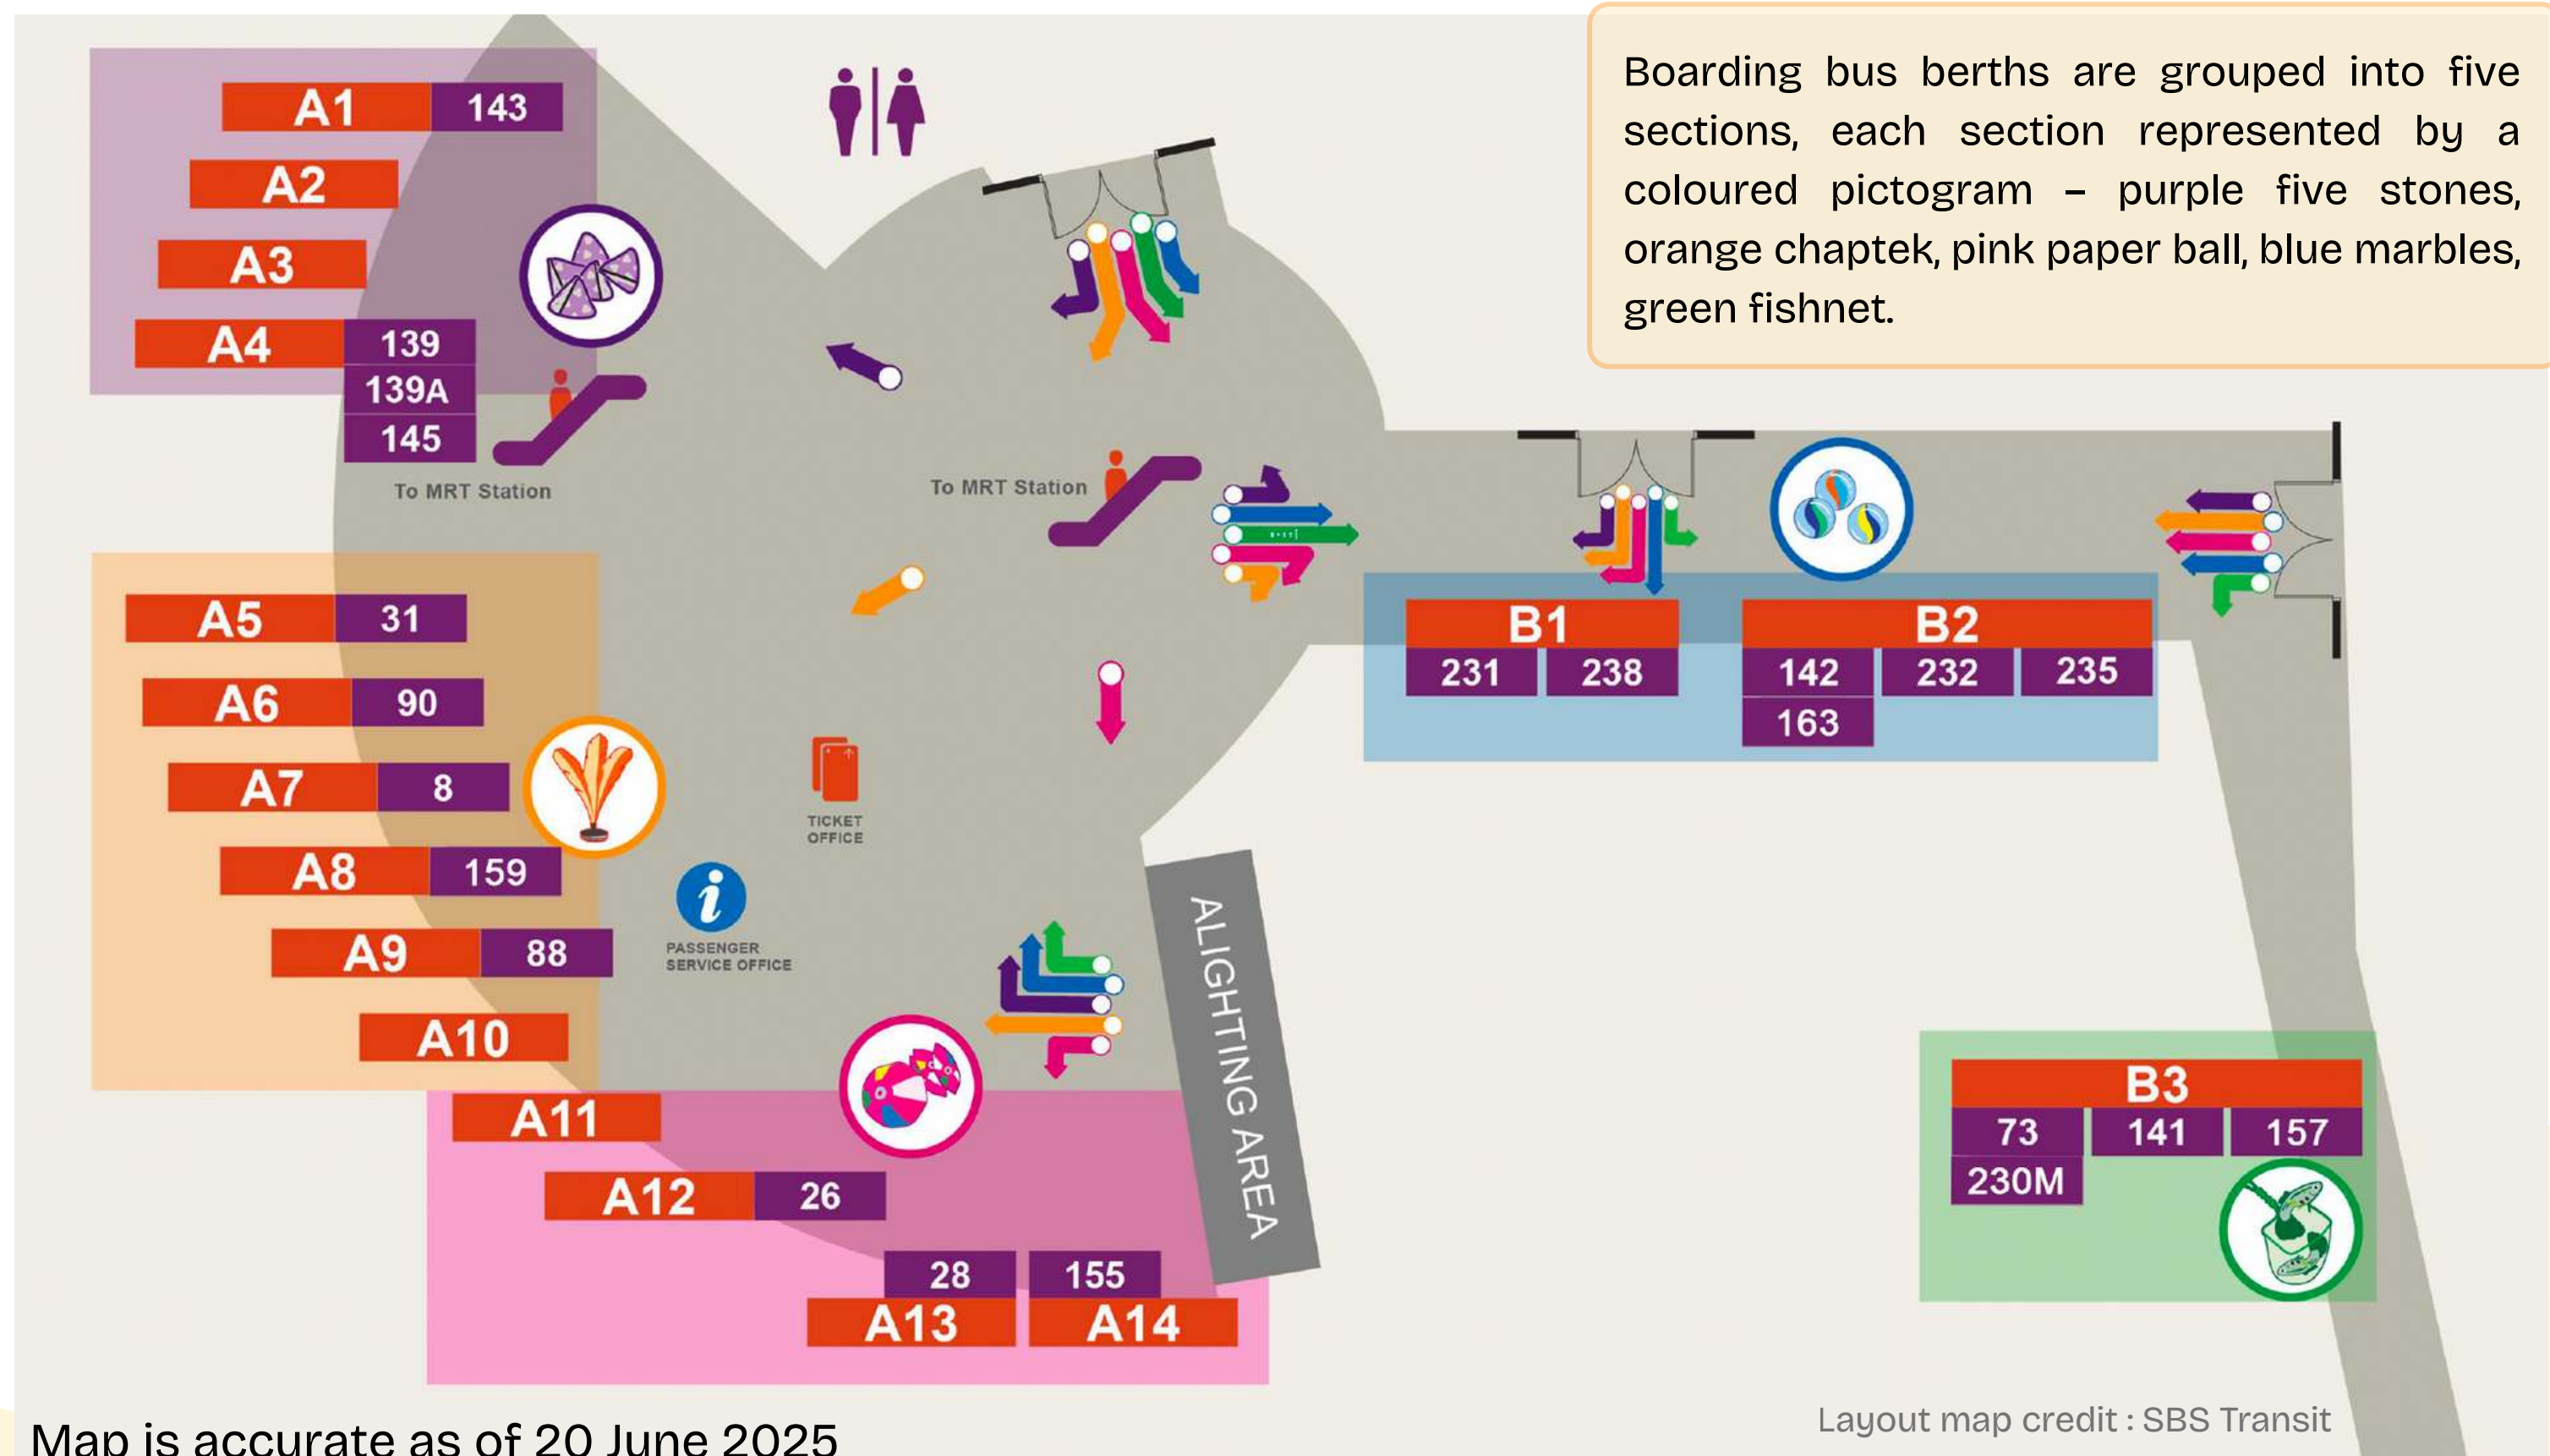 Boarding bus berths are grouped into five
sections, each section represented by a
coloured pictogram – purple five stones,
orange chaptek, pink paper ball, blue marbles,
green fishnet.
A1 143
A2
A3
A4 139
139A
145
To MRT Station
To MRT Station
A5 31
A6 90
A7 8
A8 159
A9 88
A10
TICKET
OFFICE
PASSENGER
SERVICE OFFICE
ALIGHTING AREA
A11
A12 26
28 155
A13 A14
B1
231 238
B2
142 232 235
163
B3
73 141 157
230M
Map is accurate as of 20 June 2025
Layout map credit : SBS Transit